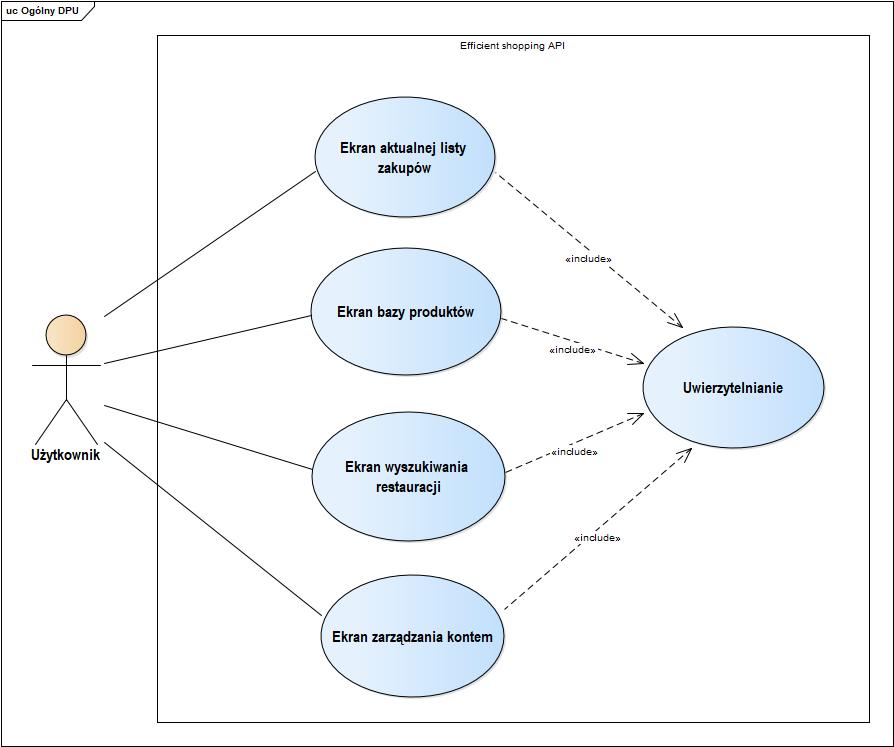 uc Ogólny DPU
Efficient shopping API
Ekran aktualnej listy
zakupów
«include»
Ekran bazy produktów
«include»
Uwierzytelnianie
Użytkownik
Ekran wyszukiwania
restauracji
«include»
«include»
Ekran zarządzania kontem